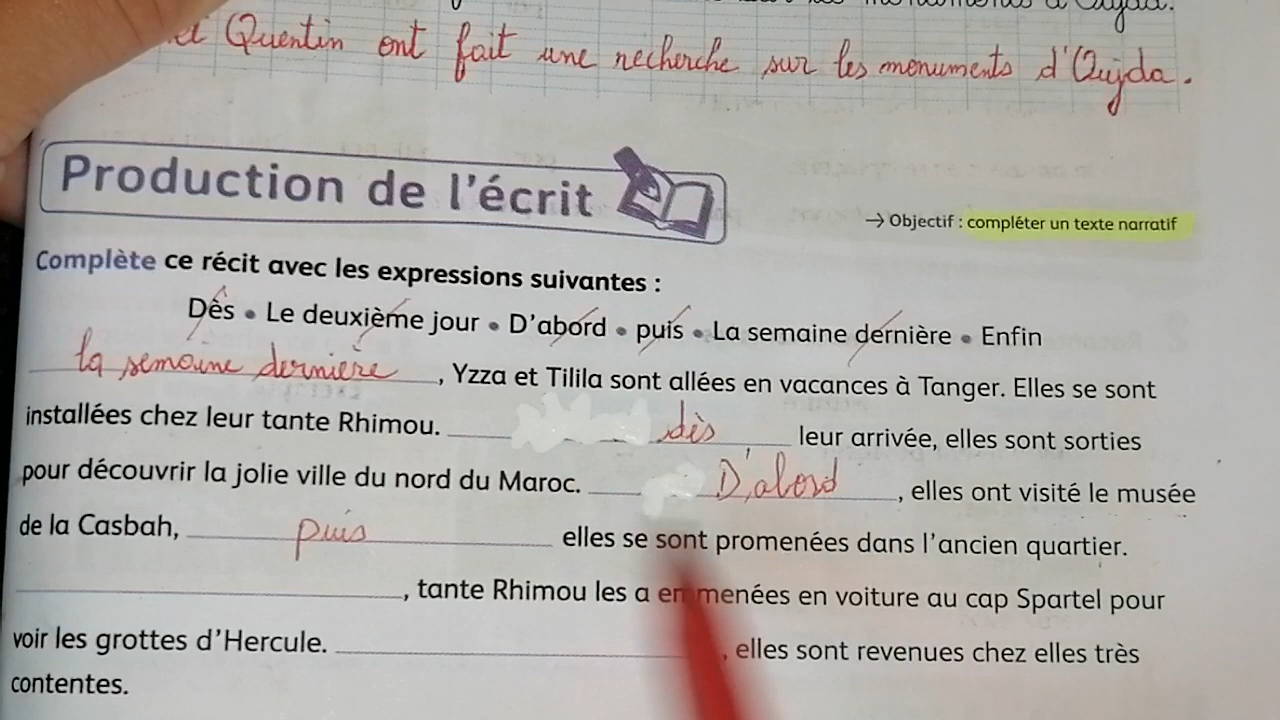 et Quentin ont fait une recherche sur les monuments d'Oujda.
Production de l'écrit
→ Objectif : compléter un texte narratif
Complète ce récit avec les expressions suivantes :
Dès • Le deuxième jour • D'abord • puis • La semaine dernière • Enfin
la semaine dernière, Yzza et Tilila sont allées en vacances à Tanger. Elles se sont
installées chez leur tante Rhimou. dès leur arrivée, elles sont sorties
pour découvrir la jolie ville du nord du Maroc. D'abord, elles ont visité le musée
de la Casbah, puis elles se sont promenées dans l'ancien quartier.
, tante Rhimou les a emmenées en voiture au cap Spartel pour
voir les grottes d'Hercule. , elles sont revenues chez elles très
contentes.